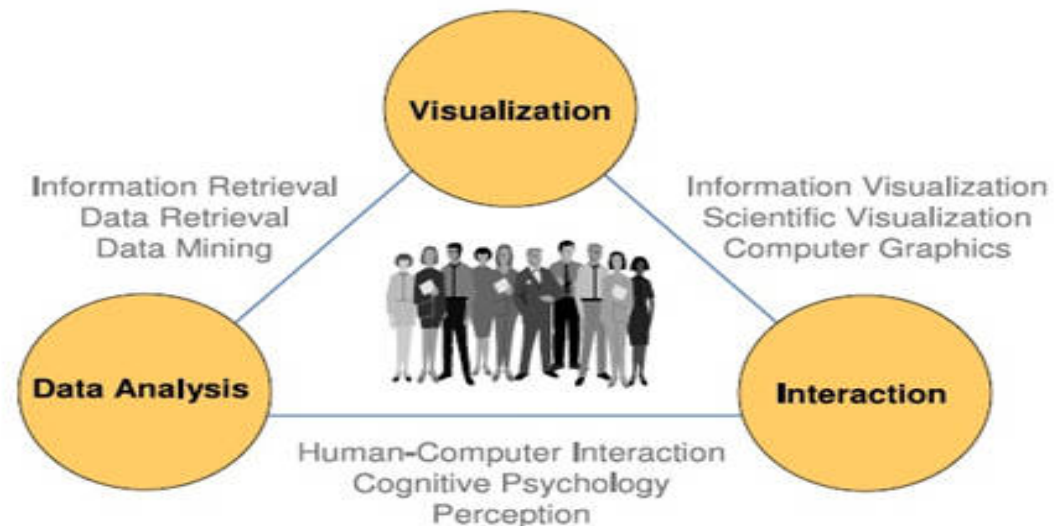 Visualization
Information Retrieval
Data Retrieval
Data Mining
Information Visualization
Scientific Visualization
Computer Graphics
Data Analysis
Interaction
Human-Computer Interaction
Cognitive Psychology
Perception